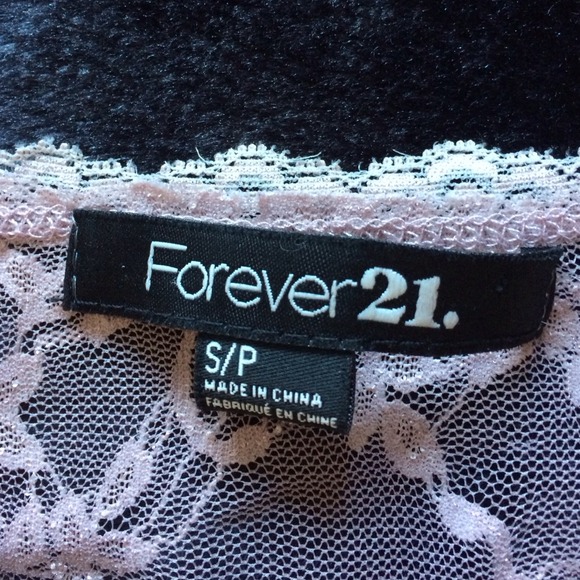 Forever21.
S/P
MADE IN CHINA
FABRIQUÉ EN CHINE